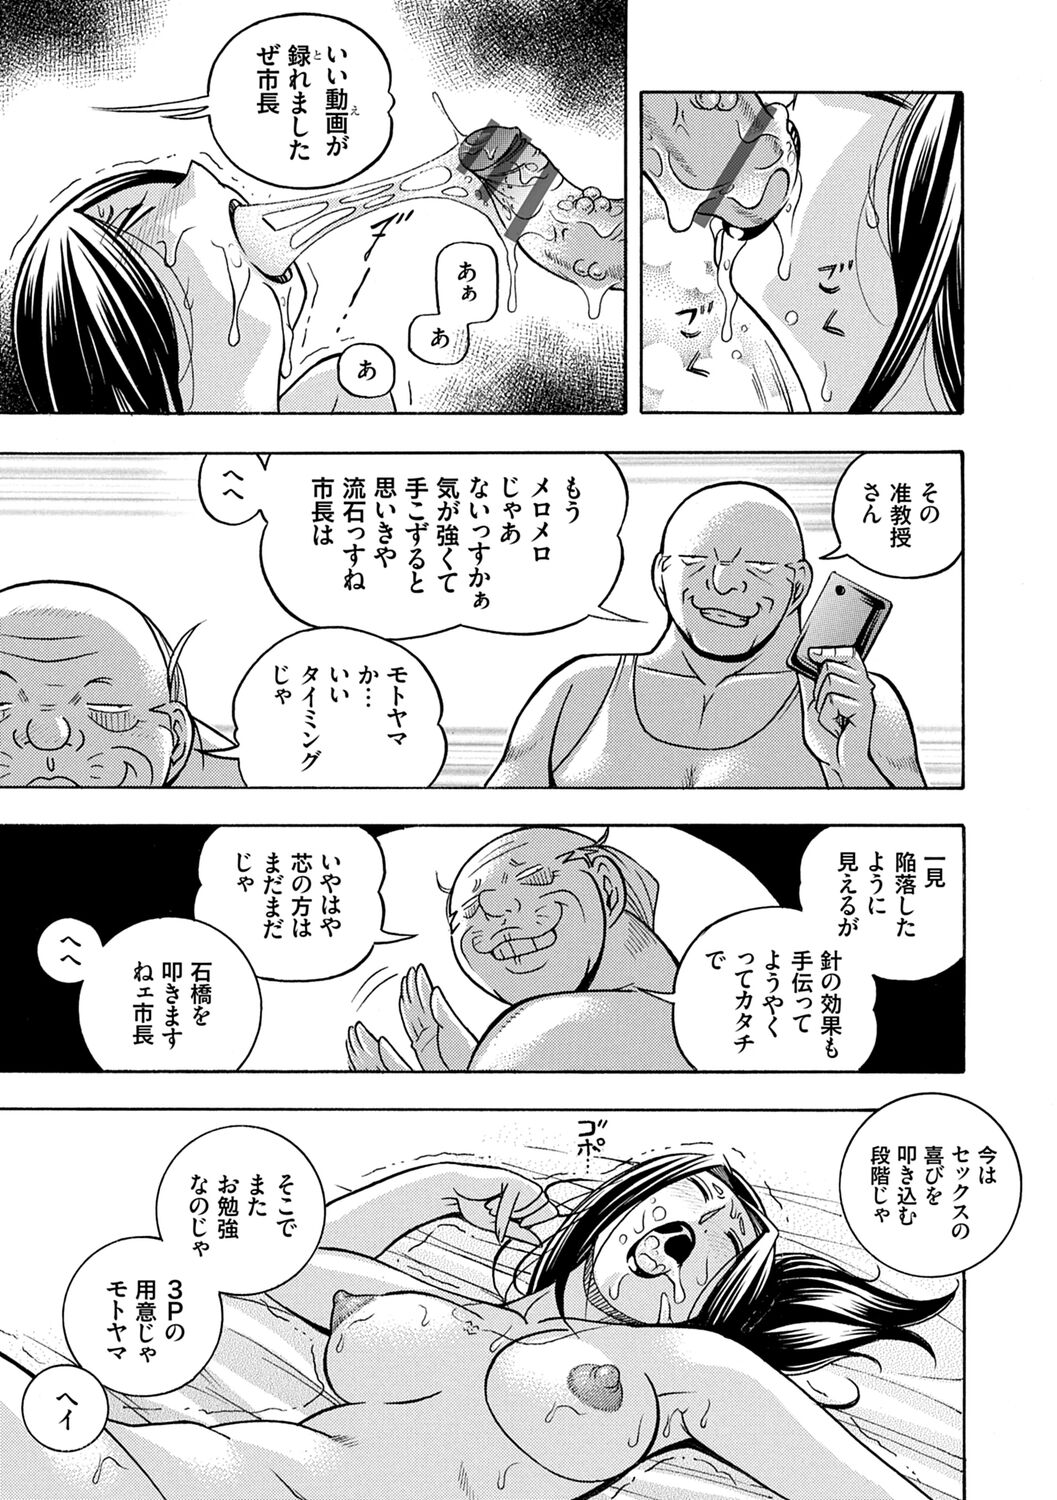 ごく
ごく
いい動画が
え
録れました
と
ぜ市長
あぁ
あ
あ
その
准教授
さん
もう
メロメロ
じゃあ
ないっすかぁ
気が強くて
手こずると
思いきや
流石っすね
市長は
へへ
モトヤマ
か…
いい
タイミング
じゃ
一見
陥落した
ように
見えるが
針の効果も
手伝って
ようやく
ってカタチ
で
いやはや
芯の方は
まだまだ
じゃ
石橋を
叩きます
ねェ市長
へへ
今は
セックスの
喜びを
叩き込む
段階じゃ
ゴポ…
そこで
また
お勉強
なのじゃ
3Pの
用意じゃ
モトヤマ
ヘイ